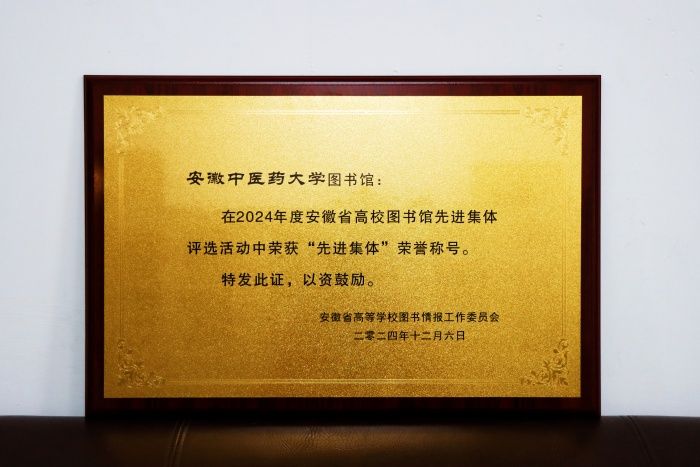 安徽中医药大学图书馆：
在2024年度安徽省高校图书馆先进集体
评选活动中荣获“先进集体”荣誉称号。
特发此证，以资鼓励。
安徽省高等学校图书情报工作委员会
二零二四年十二月六日